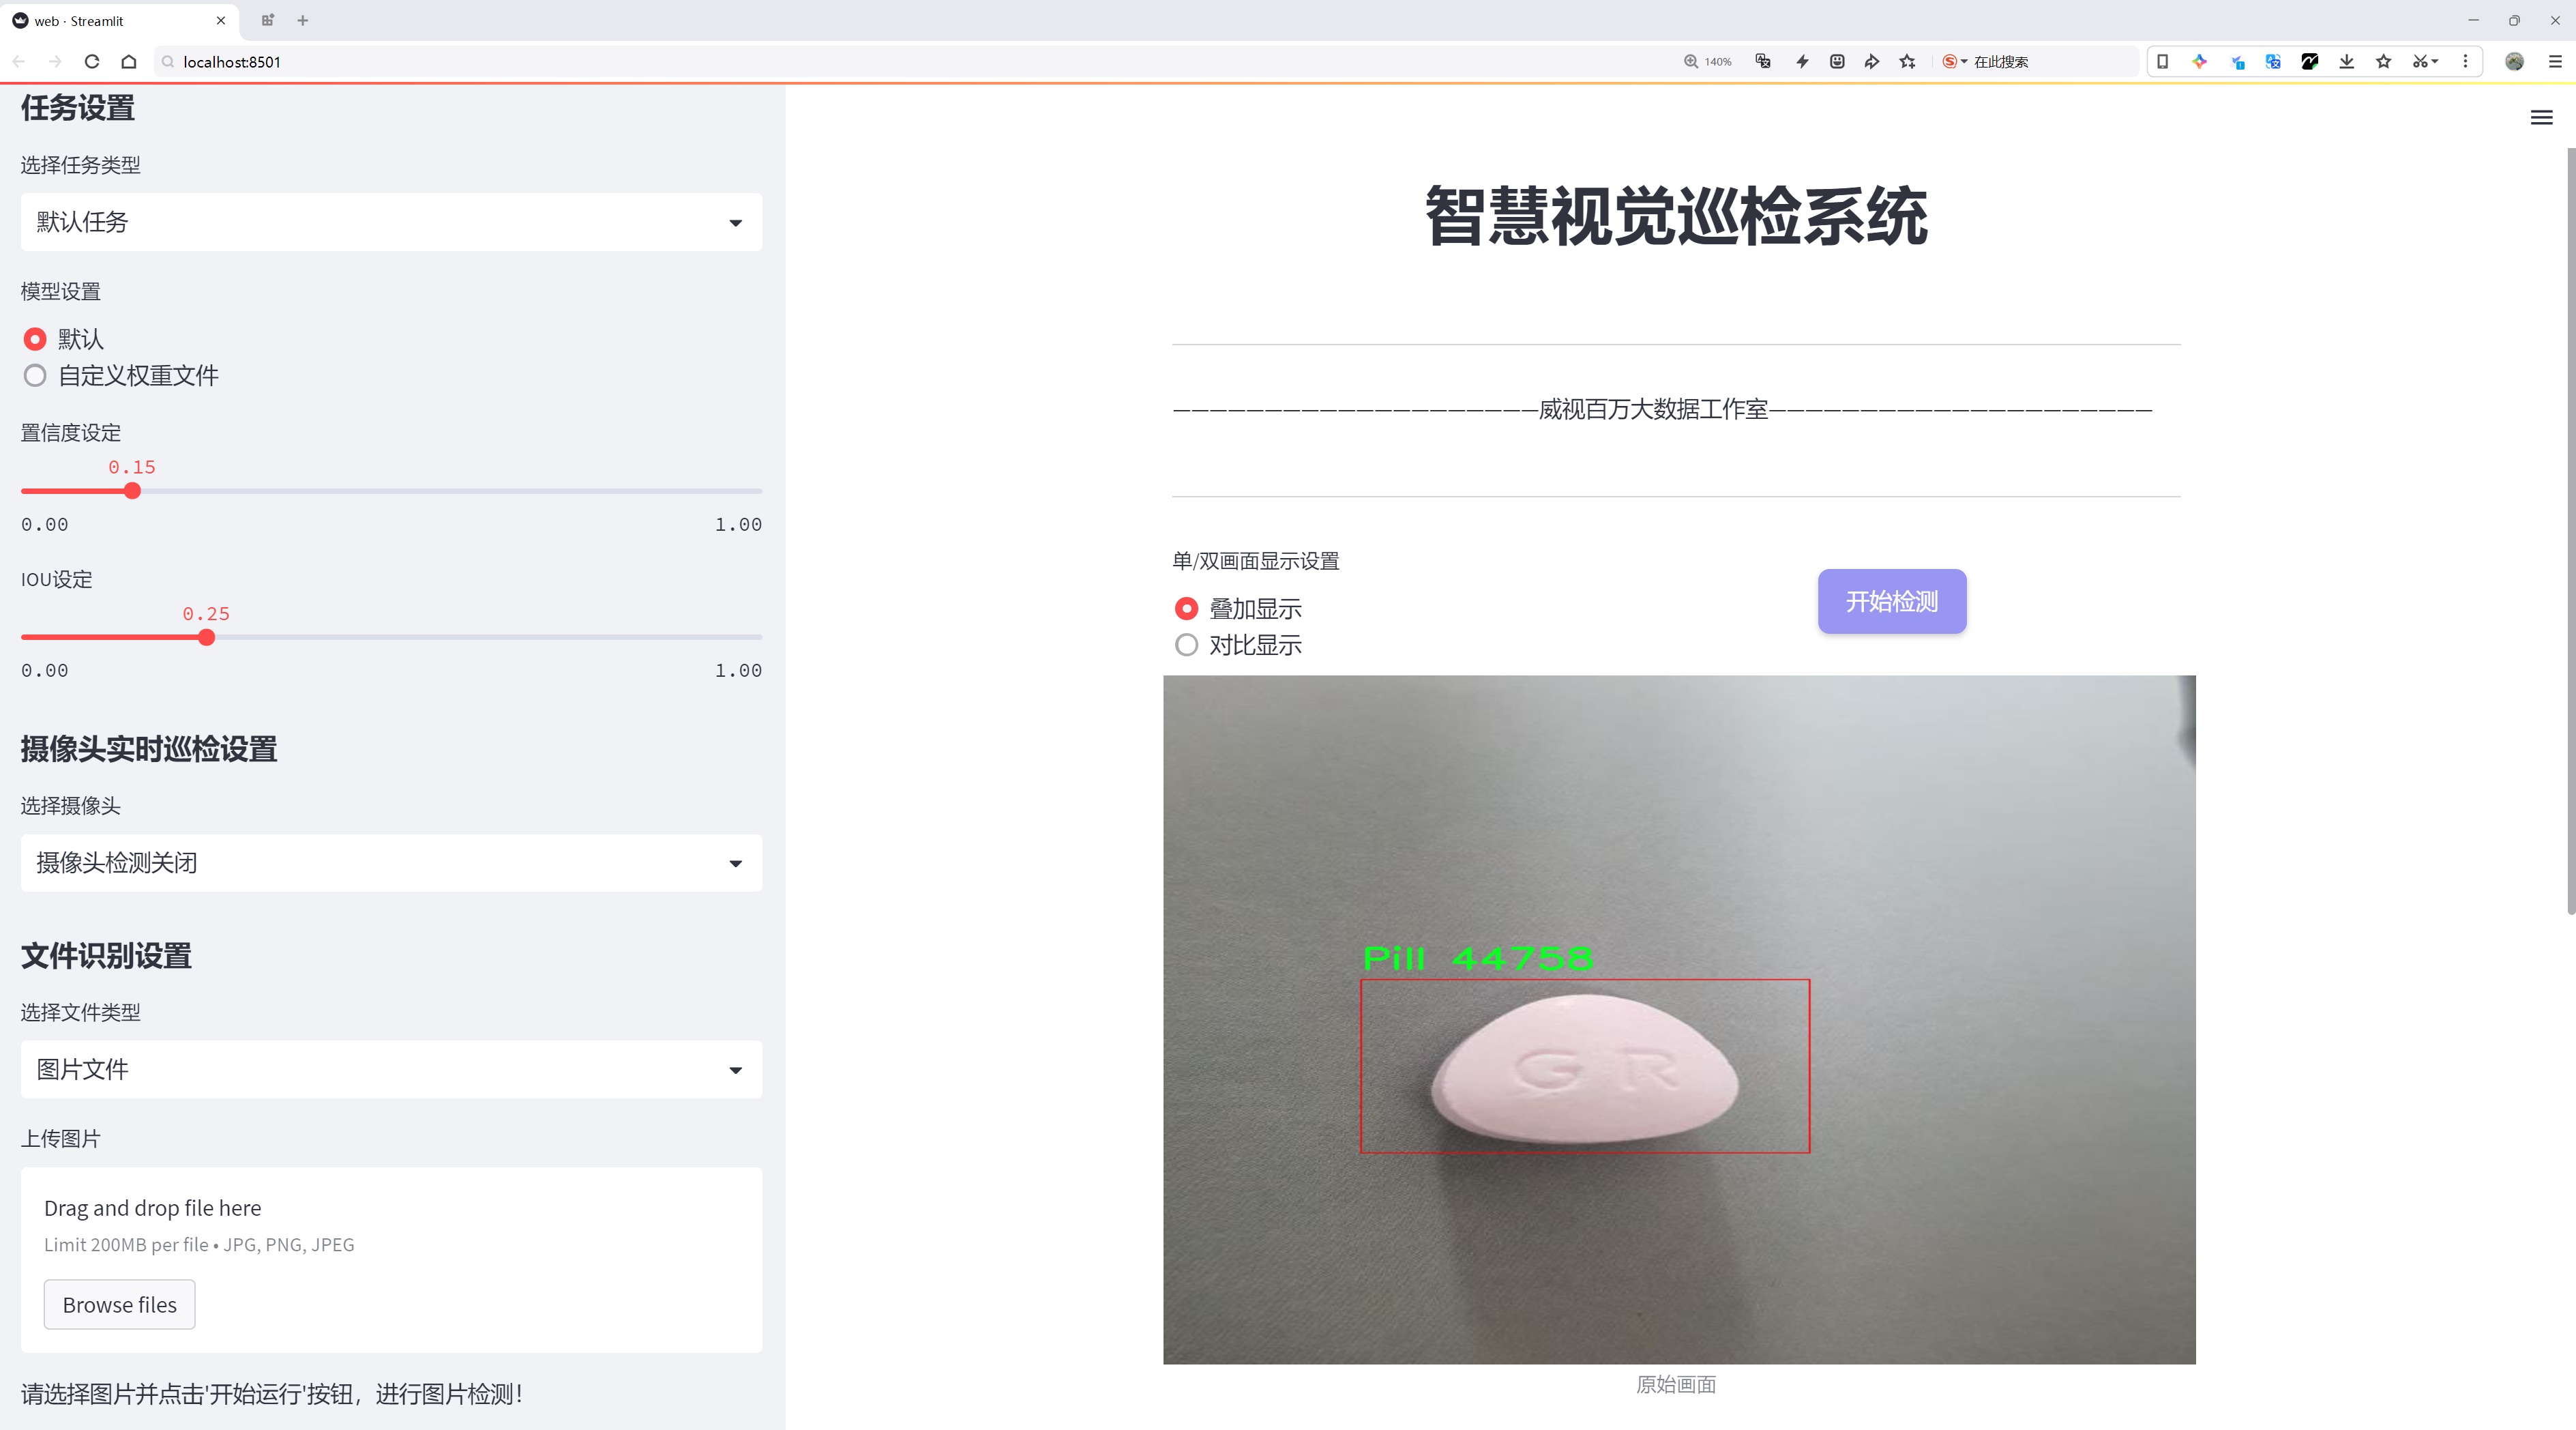 web · Streamlit
localhost:8501
140%
在此搜索
任务设置
选择任务类型
默认任务
模型设置
默认
自定义权重文件
置信度设定
0.15
0.00 1.00
IOU设定
0.25
0.00 1.00
摄像头实时巡检设置
选择摄像头
摄像头检测关闭
文件识别设置
选择文件类型
图片文件
上传图片
Drag and drop file here
Limit 200MB per file • JPG, PNG, JPEG
Browse files
请选择图片并点击'开始运行'按钮，进行图片检测！
智慧视觉巡检系统
————————————————————威视百万大数据工作室—————————————————————
单/双画面显示设置
叠加显示
对比显示
开始检测
Pill 44758
G R
原始画面